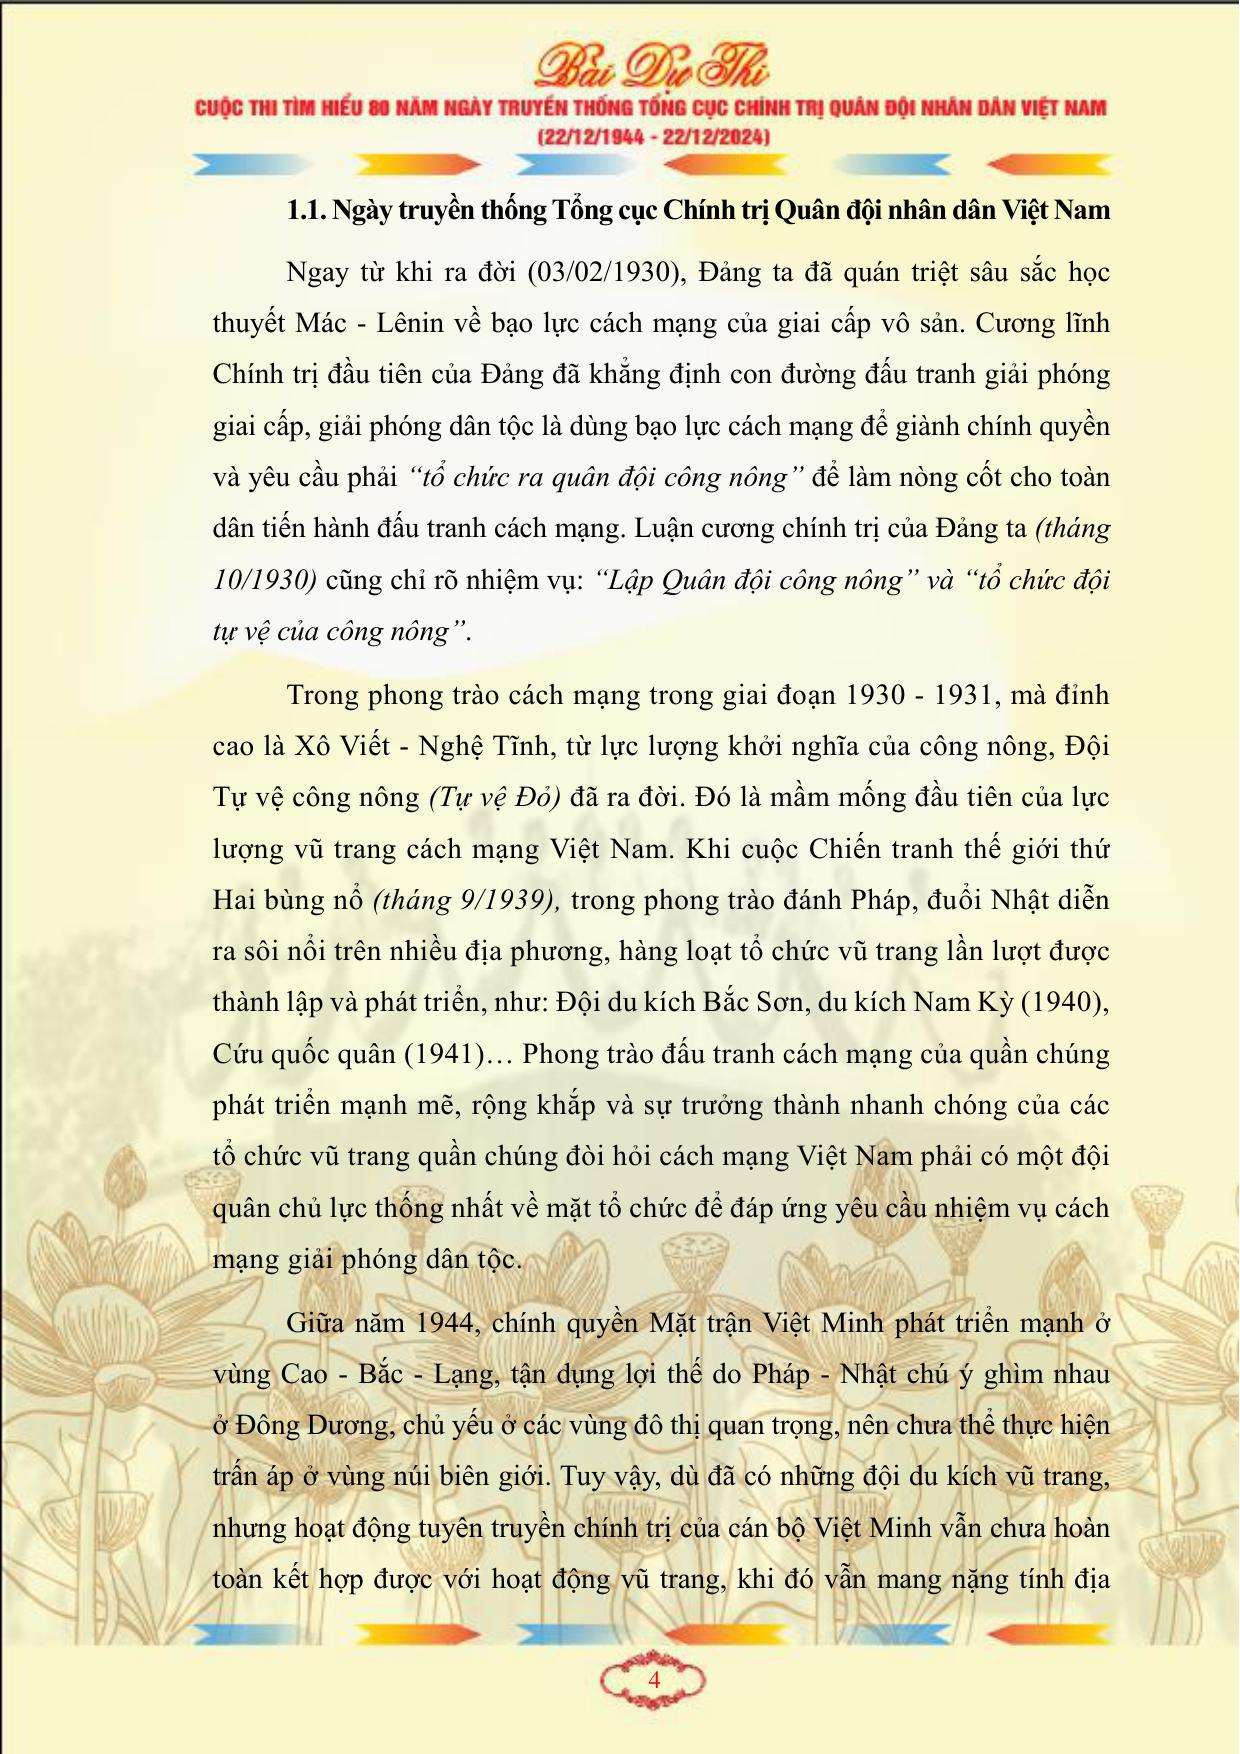 Bài Dự Thi
CUỘC THI TÌM HIỂU 80 NĂM NGÀY TRUYỀN THỐNG TỔNG CỤC CHÍNH TRỊ QUÂN ĐỘI NHÂN DÂN VIỆT NAM
(22/12/1944 - 22/12/2024)
1.1. Ngày truyền thống Tổng cục Chính trị Quân đội nhân dân Việt Nam
Ngay từ khi ra đời (03/02/1930), Đảng ta đã quán triệt sâu sắc học
thuyết Mác - Lênin về bạo lực cách mạng của giai cấp vô sản. Cương lĩnh
Chính trị đầu tiên của Đảng đã khẳng định con đường đấu tranh giải phóng
giai cấp, giải phóng dân tộc là dùng bạo lực cách mạng để giành chính quyền
và yêu cầu phải “tổ chức ra quân đội công nông” để làm nòng cốt cho toàn
dân tiến hành đấu tranh cách mạng. Luận cương chính trị của Đảng ta (tháng
10/1930) cũng chỉ rõ nhiệm vụ: “Lập Quân đội công nông” và “tổ chức đội
tự vệ của công nông”.
Trong phong trào cách mạng trong giai đoạn 1930 - 1931, mà đỉnh
cao là Xô Viết - Nghệ Tĩnh, từ lực lượng khởi nghĩa của công nông, Đội
Tự vệ công nông (Tự vệ Đỏ) đã ra đời. Đó là mầm mống đầu tiên của lực
lượng vũ trang cách mạng Việt Nam. Khi cuộc Chiến tranh thế giới thứ
Hai bùng nổ (tháng 9/1939), trong phong trào đánh Pháp, đuổi Nhật diễn
ra sôi nổi trên nhiều địa phương, hàng loạt tổ chức vũ trang lần lượt được
thành lập và phát triển, như: Đội du kích Bắc Sơn, du kích Nam Kỳ (1940),
Cứu quốc quân (1941)… Phong trào đấu tranh cách mạng của quần chúng
phát triển mạnh mẽ, rộng khắp và sự trưởng thành nhanh chóng của các
tổ chức vũ trang quần chúng đòi hỏi cách mạng Việt Nam phải có một đội
quân chủ lực thống nhất về mặt tổ chức để đáp ứng yêu cầu nhiệm vụ cách
mạng giải phóng dân tộc.
Giữa năm 1944, chính quyền Mặt trận Việt Minh phát triển mạnh ở
vùng Cao - Bắc - Lạng, tận dụng lợi thế do Pháp - Nhật chú ý ghìm nhau
ở Đông Dương, chủ yếu ở các vùng đô thị quan trọng, nên chưa thể thực hiện
trấn áp ở vùng núi biên giới. Tuy vậy, dù đã có những đội du kích vũ trang,
nhưng hoạt động tuyên truyền chính trị của cán bộ Việt Minh vẫn chưa hoàn
toàn kết hợp được với hoạt động vũ trang, khi đó vẫn mang nặng tính địa
4